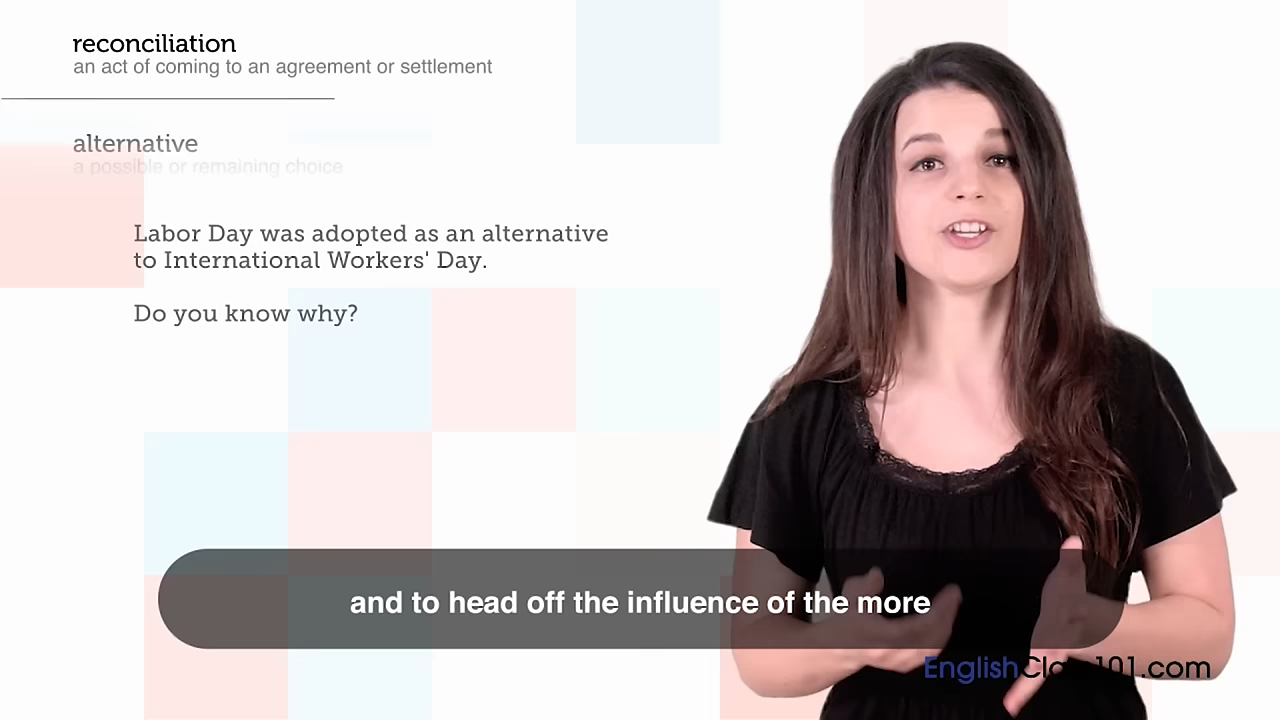 reconciliation
an act of coming to an agreement or settlement
alternative
a possible or remaining choice
Labor Day was adopted as an alternative
to International Workers' Day.
Do you know why?
and to head off the influence of the more
EnglishClass101.com